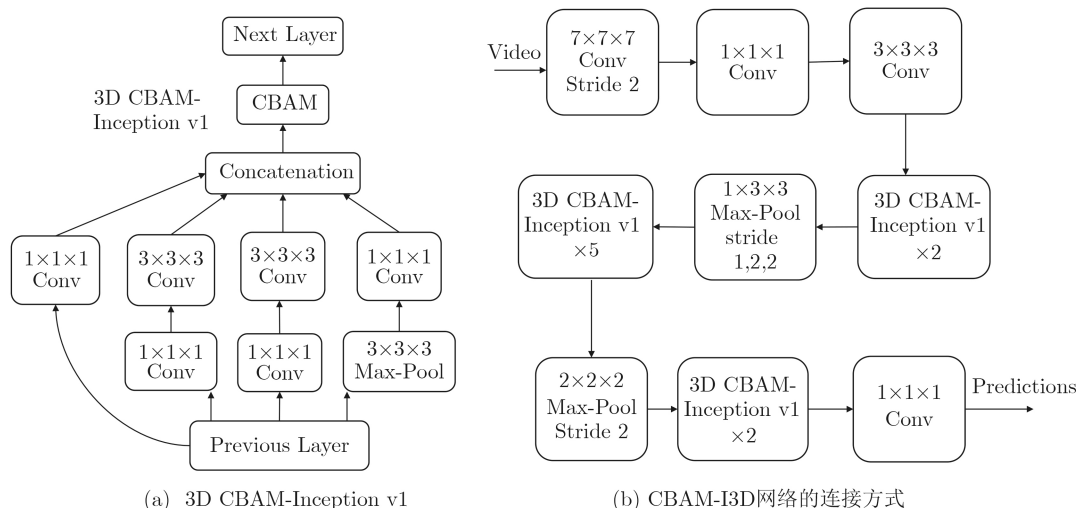 Next Layer
CBAM
3D CBAM-
Inception v1
Concatenation
1×1×1
Conv
3×3×3
Conv
3×3×3
Conv
1×1×1
Conv
1×1×1
Conv
1×1×1
Conv
3×3×3
Max-Pool
Previous Layer
(a) 3D CBAM-Inception v1
Video
7×7×7
Conv
Stride 2
1×1×1
Conv
3×3×3
Conv
3D CBAM-
Inception v1
×2
1×3×3
Max-Pool
stride
1,2,2
3D CBAM-
Inception v1
×5
2×2×2
Max-Pool
Stride 2
3D CBAM-
Inception v1
×2
1×1×1
Conv
Predictions
(b) CBAM-I3D网络的连接方式